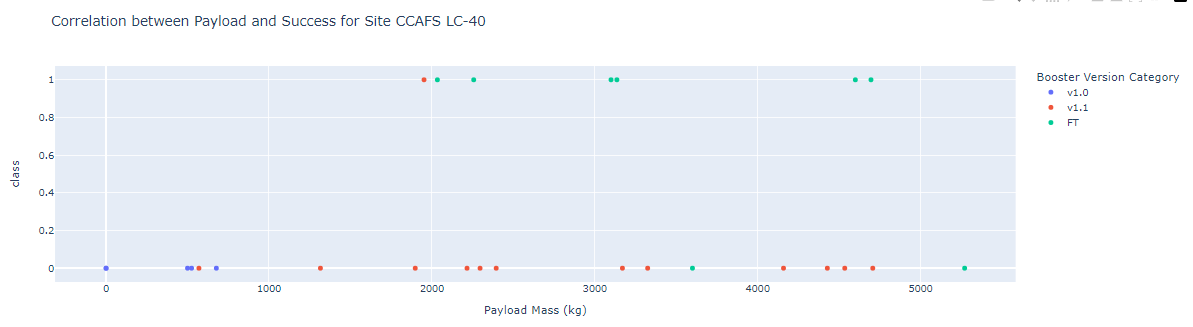 Correlation between Payload and Success for Site CCAFS LC-40
Booster Version Category
v1.0
v1.1
FT
1
0.8
0.6
0.4
0.2
0
class
0
1000
2000
3000
4000
5000
Payload Mass (kg)